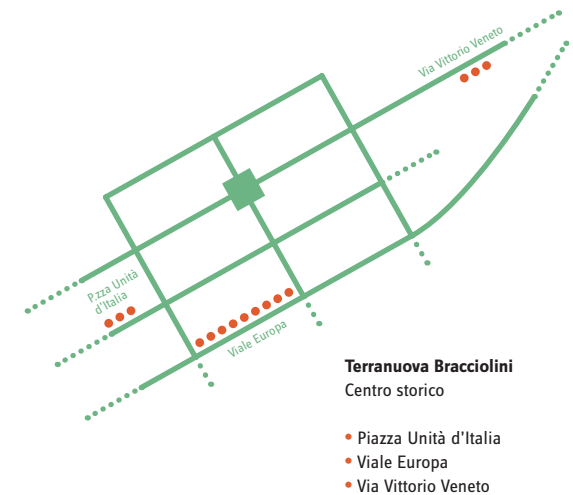 Via Vittorio Veneto
P.zza Unità
d'Italia
Viale Europa
Terranuova Bracciolini
Centro storico
• Piazza Unità d'Italia
• Viale Europa
• Via Vittorio Veneto